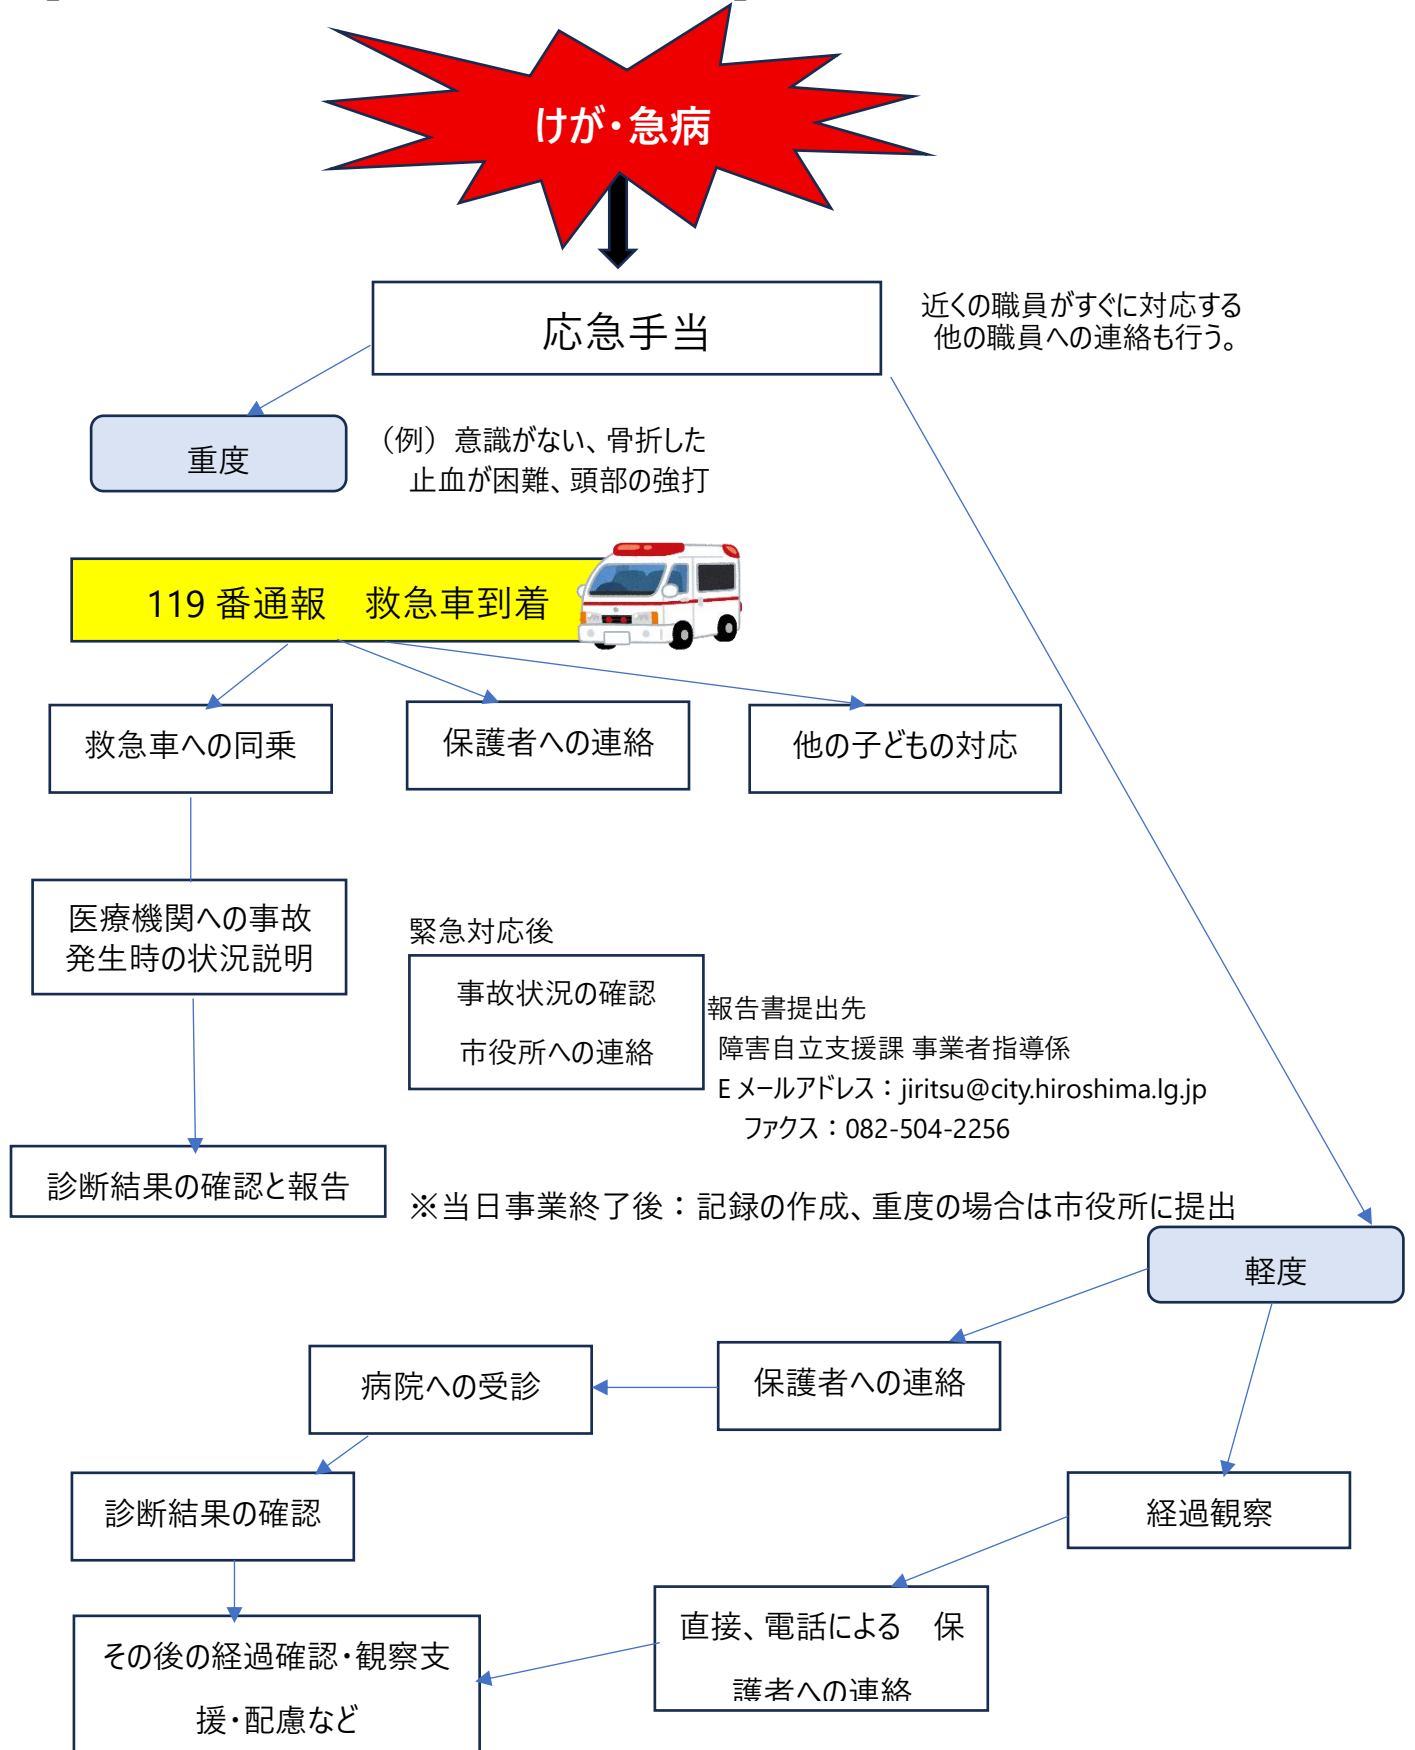 けが・急病
応急手当
近くの職員がすぐに対応する
他の職員への連絡も行う。
重度
（例）意識がない、骨折した
止血が困難、頭部の強打
119番通報　救急車到着
救急車への同乗
保護者への連絡
他の子どもの対応
医療機関への事故
発生時の状況説明
緊急対応後
事故状況の確認
市役所への連絡
報告書提出先
障害自立支援課 事業者指導係
Eメールアドレス：jiritsu@city.hiroshima.lg.jp
ファクス：082-504-2256
診断結果の確認と報告
※当日事業終了後：記録の作成、重度の場合は市役所に提出
軽度
保護者への連絡
病院への受診
診断結果の確認
経過観察
直接、電話による　保
護者への連絡
その後の経過確認・観察支
援・配慮など